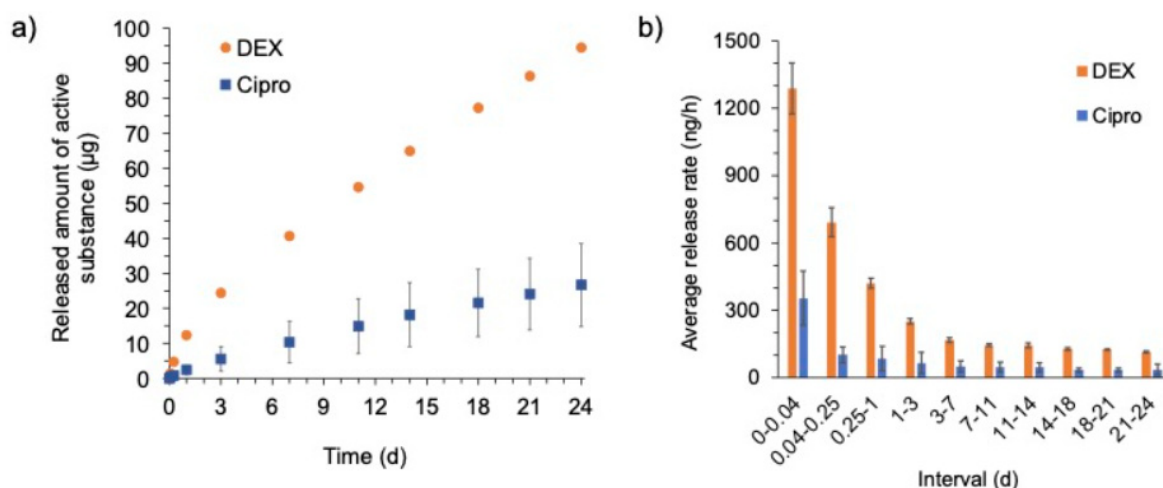 a)
DEX
Cipro
Released amount of active
substance (µg)
100
90
80
70
60
50
40
30
20
10
0
0 3 6 9 12 15 18 21 24
Time (d)
b)
DEX
Cipro
Average release rate (ng/h)
1500
1200
900
600
300
0
0-0.04
0.04-0.25
0.25-1
1-3
3-7
7-11
11-14
14-18
18-21
21-24
Interval (d)